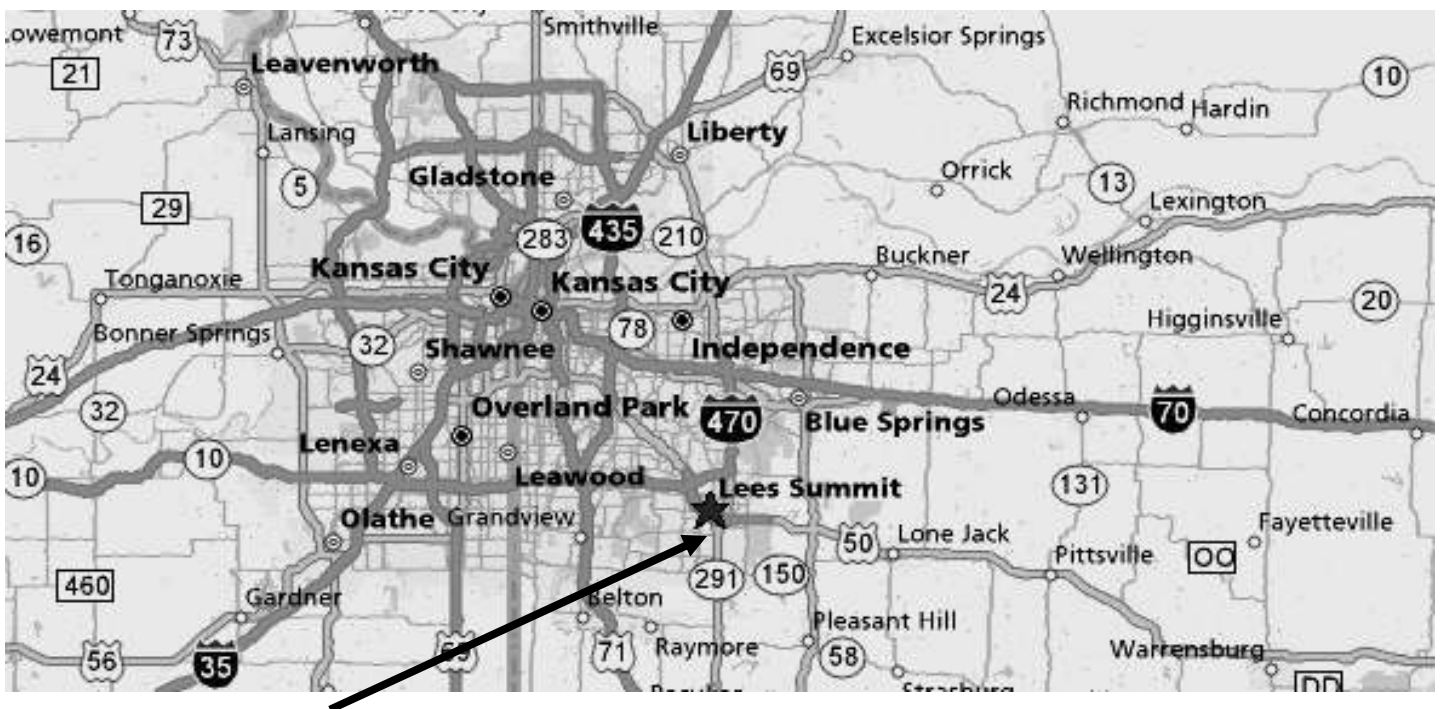 Smithville
Lowemont
73
Excelsior Springs
21
Leavenworth
69
10
Richmond
Hardin
Lansing
Liberty
5
Gladstone
Orrick
13
29
Lexington
16
283
435
210
Buckner
Wellington
Kansas City
Kansas City
Tonganoxie
24
20
Bonner Springs
32
78
Higginsville
Shawnee
Independence
24
32
Overland Park
470
Blue Springs
Odessa
70
Concordia
Lenexa
10
10
Leawood
Lees Summit
131
Olathe
Grandview
50
Lone Jack
Fayetteville
Pittsville
OO
460
291
150
Gardner
Belton
Pleasant Hill
56
35
71
Raymore
58
Warrensburg
Strasburg
DD